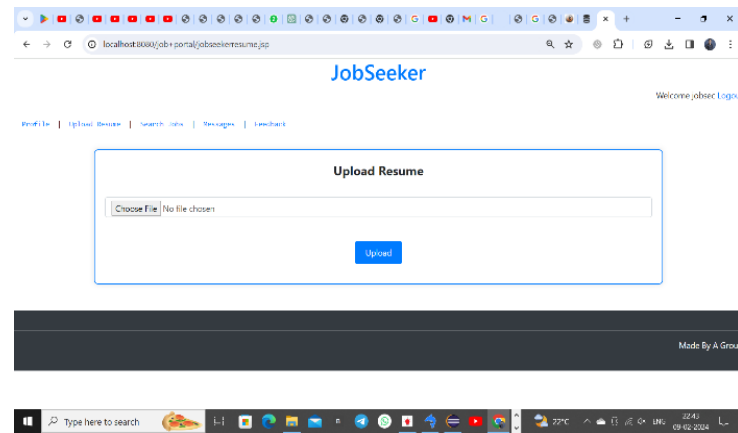 localhost:8080/job+portal/jobseekerresume.jsp
JobSeeker
Welcome jobsec Logou
Profile | Upload Resume | Search Jobs | Messages | Feedback
Upload Resume
Choose File No file chosen
Upload
Made By A Grou
Type here to search
22°C
ENG
22:43
09-02-2024